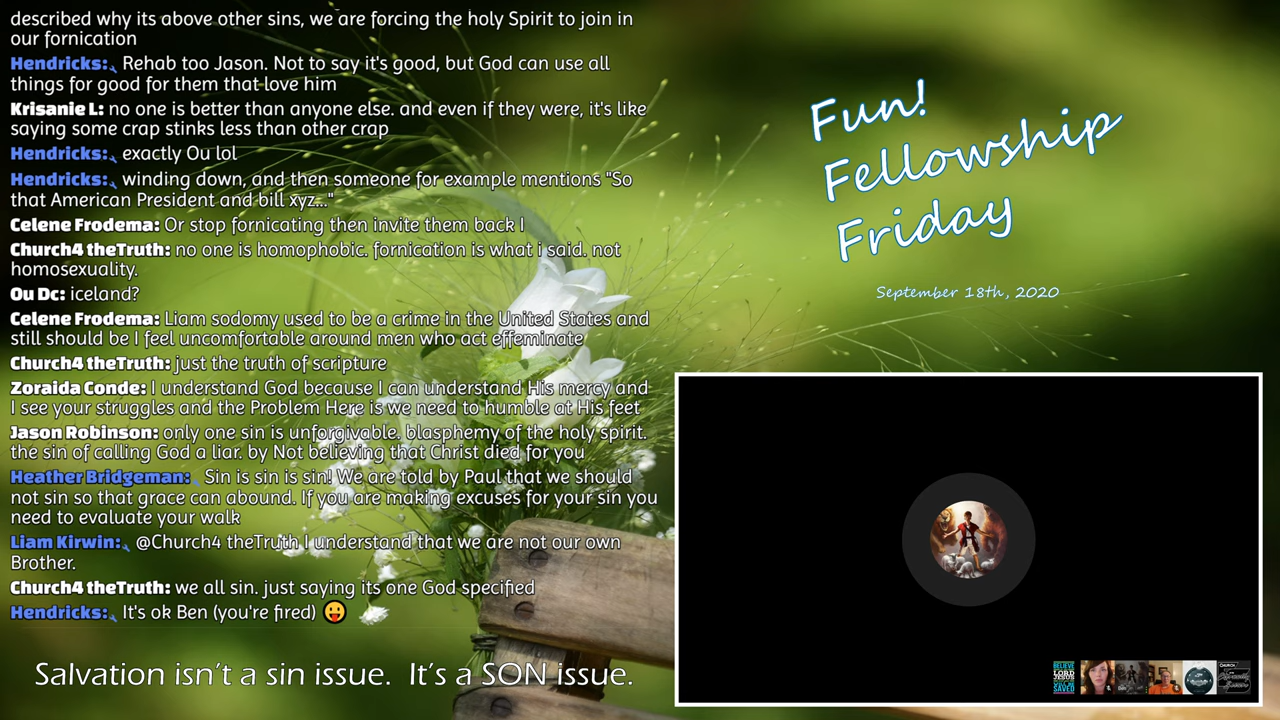 described why its above other sins, we are forcing the holy Spirit to join in
our fornication
Hendricks: Rehab too Jason. Not to say it's good, but God can use all
things for good for them that love him
Krisanie L: no one is better than anyone else. and even if they were, it's like
saying some crap stinks less than other crap
Hendricks: exactly Ou lol
Hendricks: winding down, and then someone for example mentions "So
that American President and bill xyz..."
Celene Frodema: Or stop fornicating then invite them back I
Church4 theTruth: no one is homophobic. fornication is what i said. not
homosexuality.
Ou Dc: iceland?
Celene Frodema: Liam sodomy used to be a crime in the United States and
still should be I feel uncomfortable around men who act effeminate
Church4 theTruth: just the truth of scripture
Zoraida Conde: I understand God because I can understand His mercy and
I see your struggles and the Problem Here is we need to humble at His feet
Jason Robinson: only one sin is unforgivable. blasphemy of the holy spirit.
the sin of calling God a liar. by Not believing that Christ died for you
Heather Bridgeman: Sin is sin is sin! We are told by Paul that we should
not sin so that grace can abound. If you are making excuses for your sin you
need to evaluate your walk
Liam Kirwin: @Church4 theTruth I understand that we are not our own
Brother.
Church4 theTruth: we all sin. just saying its one God specified
Hendricks: It's ok Ben (you're fired) 😛
Salvation isn't a sin issue. It's a SON issue.
Fun!
Fellowship
Friday
September 18th, 2020
BELIEVE
LORD
JESUS
SAVED
CHURCH